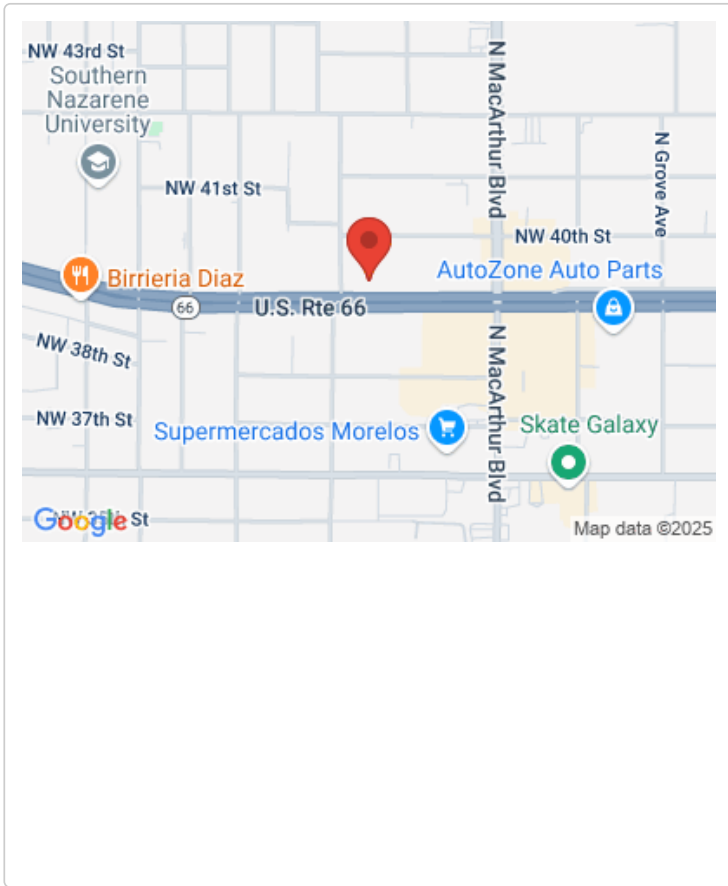 NW 43rd St
Southern
Nazarene
University
NW 41st St
N MacArthur Blvd
N Grove Ave
NW 40th St
Birrieria Diaz
AutoZone Auto Parts
66
U.S. Rte 66
NW 38th St
N MacArthur Blvd
NW 37th St
Supermercados Morelos
Skate Galaxy
Google
St
Map data ©2025